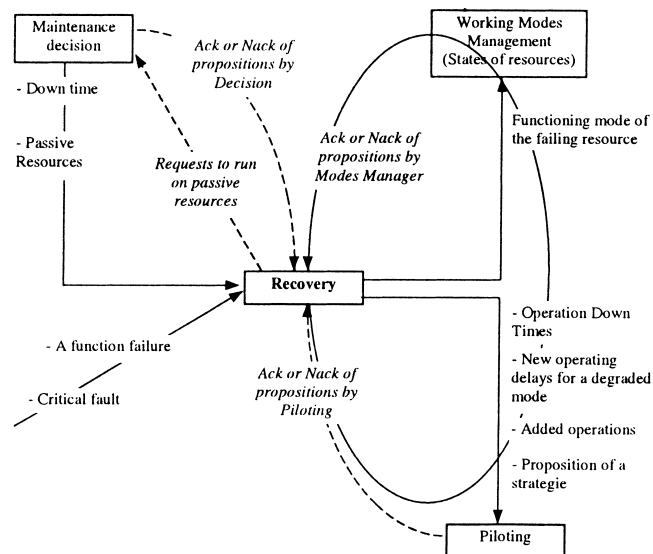 Maintenance
decision
Working Modes
Management
(States of resources)
Ack or Nack of
propositions by
Decision
- Down time
- Passive
Resources
Functioning mode of
the failing resource
Ack or Nack of
propositions by
Modes Manager
Requests to run
on passive
resources
Recovery
- Operation Down
Times
- New operating
delays for a degraded
mode
- Added operations
- Proposition of a
strategie
- A function failure
- Critical fault
Ack or Nack of
propositions by
Piloting
Piloting